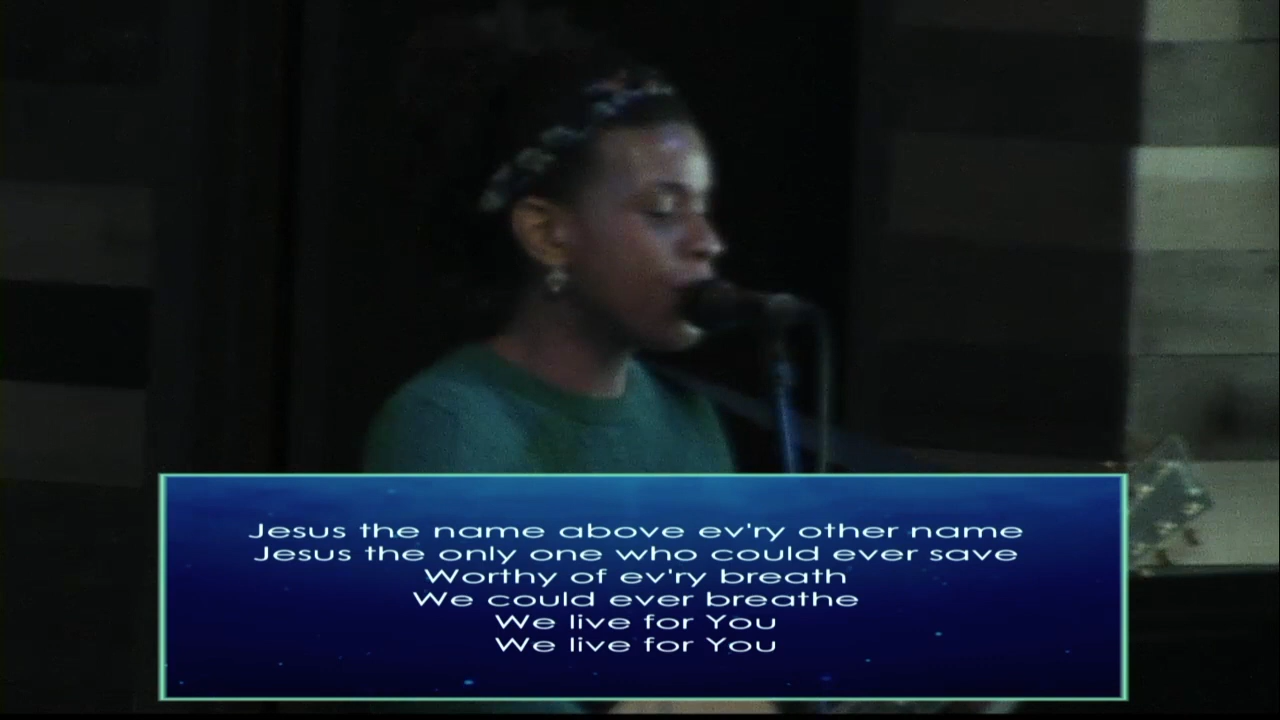 Jesus the name above ev'ry other name
Jesus the only one who could ever save
Worthy of ev'ry breath
We could ever breathe
We live for You
We live for You